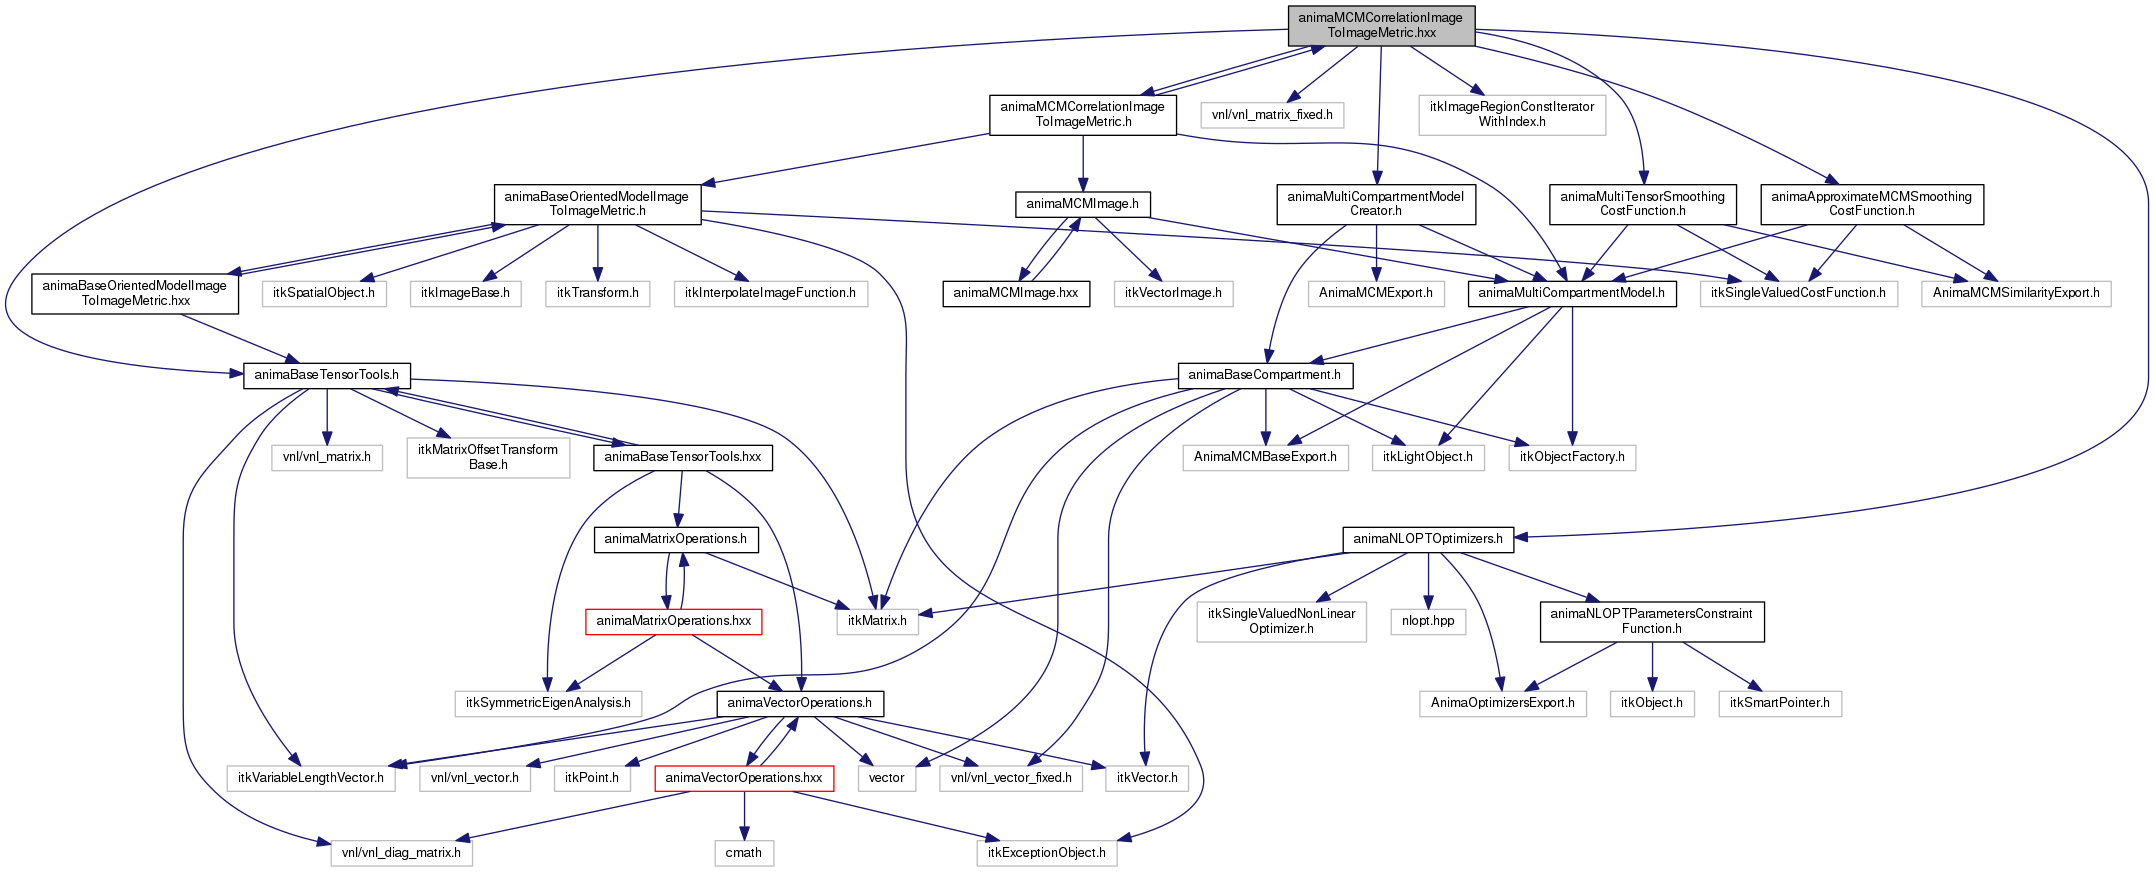 animaMCMCorrelationImage
ToImageMetric.hxx
animaMCMCorrelationImage
ToImageMetric.h
vnl/vnl_matrix_fixed.h
itkImageRegionConstIterator
WithIndex.h
animaBaseOrientedModelImage
ToImageMetric.h
animaMCMImage.h
animaMultiCompartmentModel
Creator.h
animaMultiTensorSmoothing
CostFunction.h
animaApproximateMCMSmoothing
CostFunction.h
animaBaseOrientedModelImage
ToImageMetric.hxx
itkSpatialObject.h
itkImageBase.h
itkTransform.h
itkInterpolateImageFunction.h
animaMCMImage.hxx
itkVectorImage.h
AnimaMCMExport.h
animaMultiCompartmentModel.h
itkSingleValuedCostFunction.h
AnimaMCMSimilarityExport.h
animaBaseTensorTools.h
animaBaseCompartment.h
vnl/vnl_matrix.h
itkMatrixOffsetTransform
Base.h
animaBaseTensorTools.hxx
AnimaMCMBaseExport.h
itkLightObject.h
itkObjectFactory.h
animaMatrixOperations.h
animaNLOPTOptimizers.h
animaMatrixOperations.hxx
itkMatrix.h
itkSingleValuedNonLinear
Optimizer.h
nlopt.hpp
animaNLOPTParametersConstraint
Function.h
itkSymmetricEigenAnalysis.h
animaVectorOperations.h
AnimaOptimizersExport.h
itkObject.h
itkSmartPointer.h
itkVariableLengthVector.h
vnl/vnl_vector.h
itkPoint.h
animaVectorOperations.hxx
vector
vnl/vnl_vector_fixed.h
itkVector.h
vnl/vnl_diag_matrix.h
cmath
itkExceptionObject.h